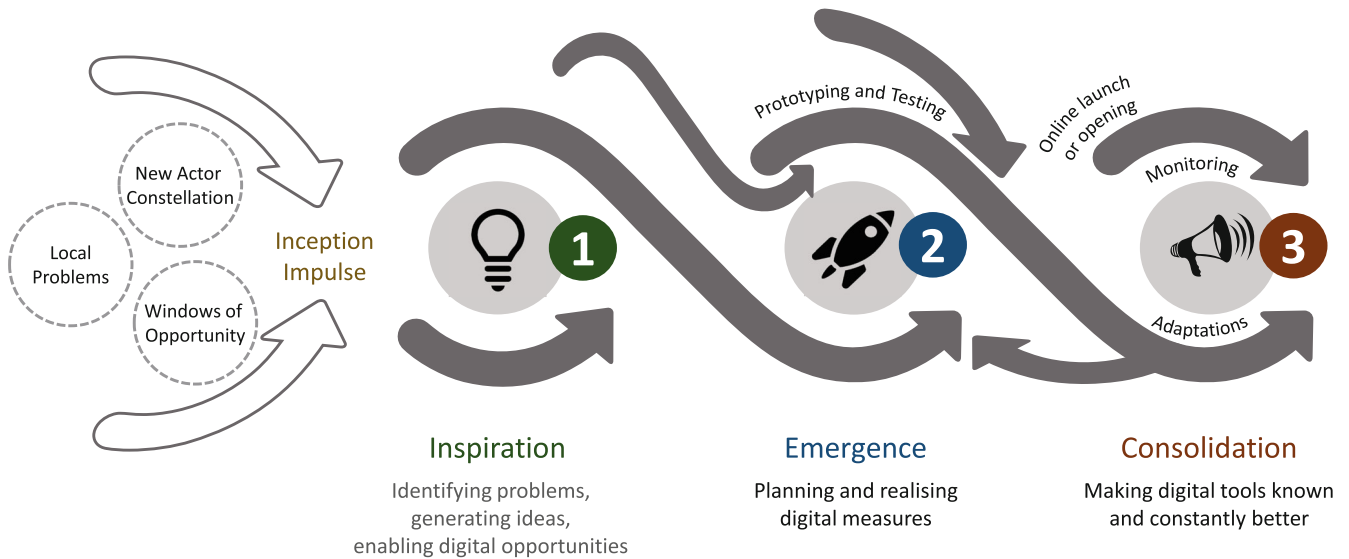 New Actor
Constellation
Local
Problems
Windows of
Opportunity
Inception
Impulse
1
Prototyping and Testing
2
Online launch
or opening
Monitoring
3
Adaptations
Inspiration
Identifying problems,
generating ideas,
enabling digital opportunities
Emergence
Planning and realising
digital measures
Consolidation
Making digital tools known
and constantly better